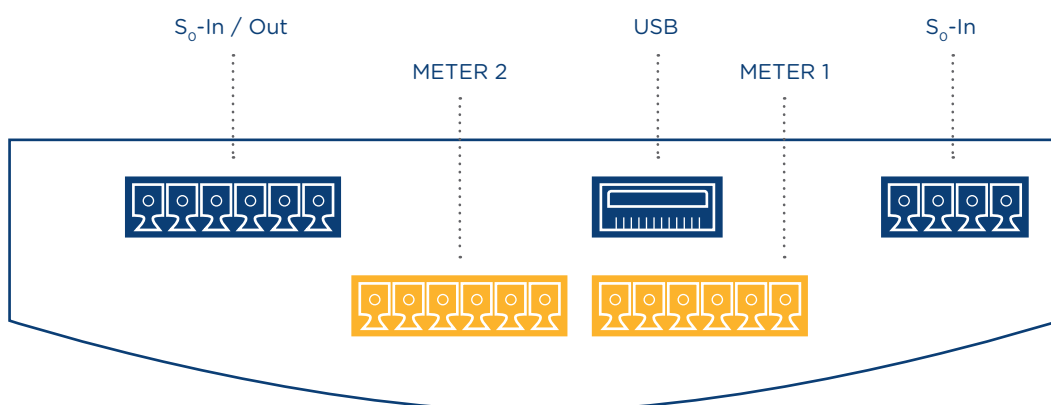 S₀-In / Out
USB
S₀-In
METER 2
METER 1